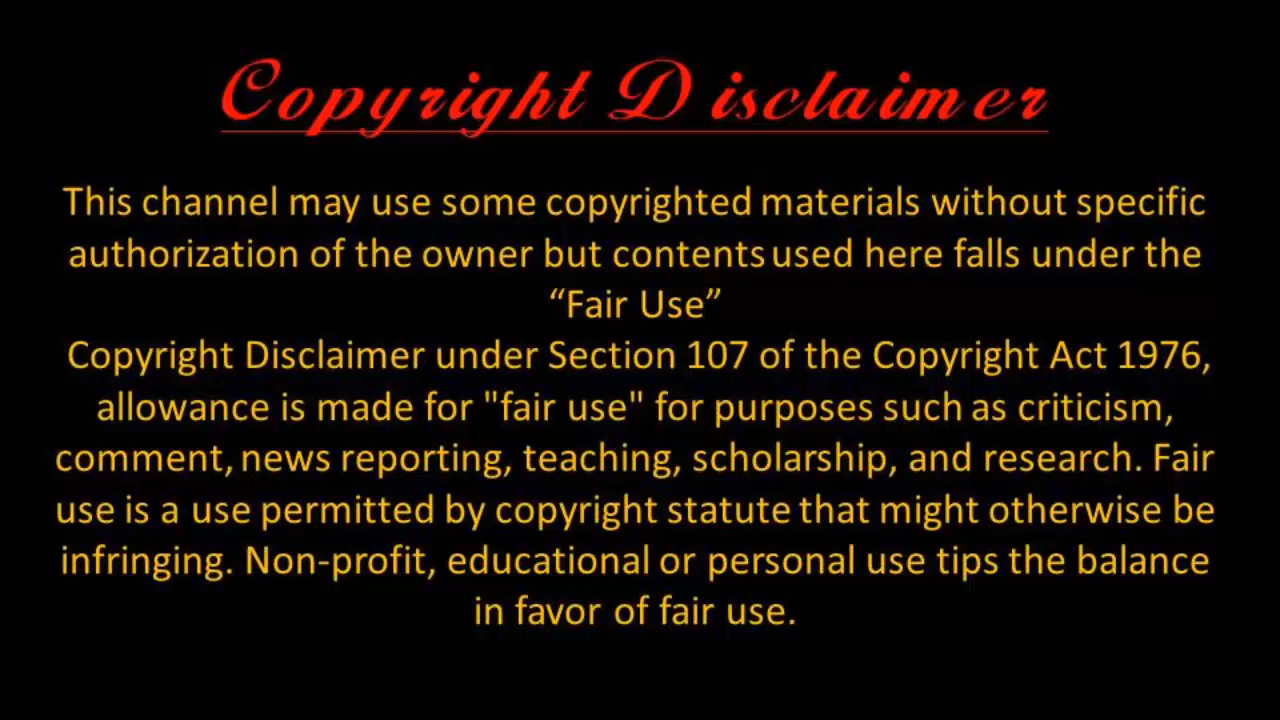 Copyright Disclaimer
This channel may use some copyrighted materials without specific
authorization of the owner but contents used here falls under the
“Fair Use”
Copyright Disclaimer under Section 107 of the Copyright Act 1976,
allowance is made for "fair use" for purposes such as criticism,
comment, news reporting, teaching, scholarship, and research. Fair
use is a use permitted by copyright statute that might otherwise be
infringing. Non-profit, educational or personal use tips the balance
in favor of fair use.